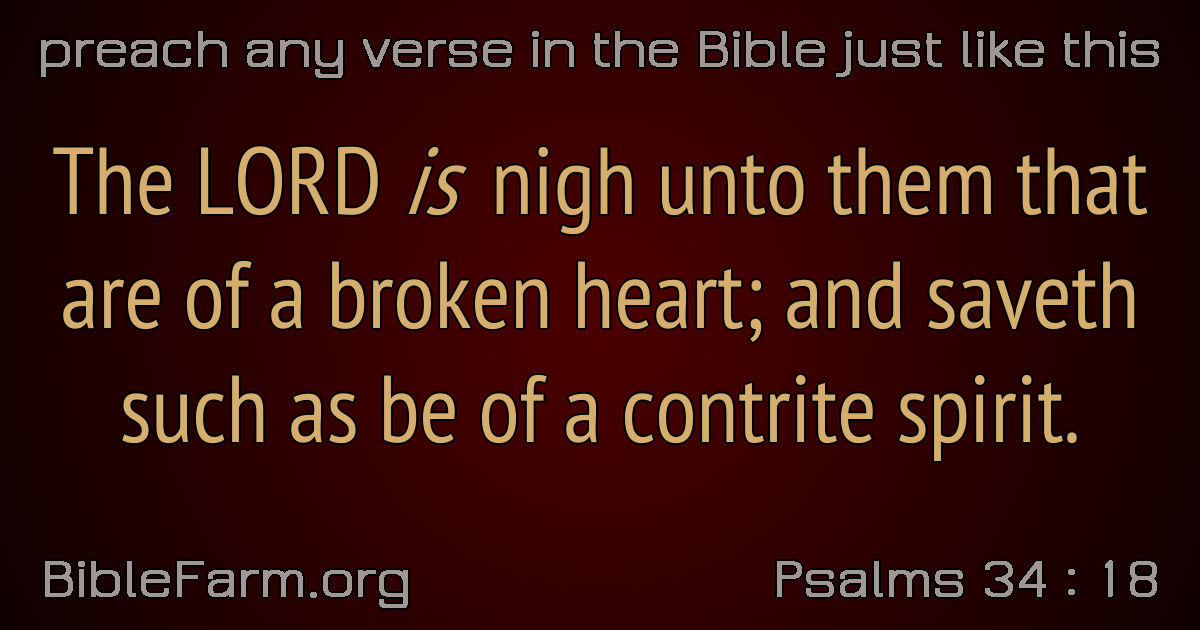 preach any verse in the Bible just like this
The LORD is nigh unto them that
are of a broken heart; and saveth
such as be of a contrite spirit.
BibleFarm.org
Psalms 34 : 18